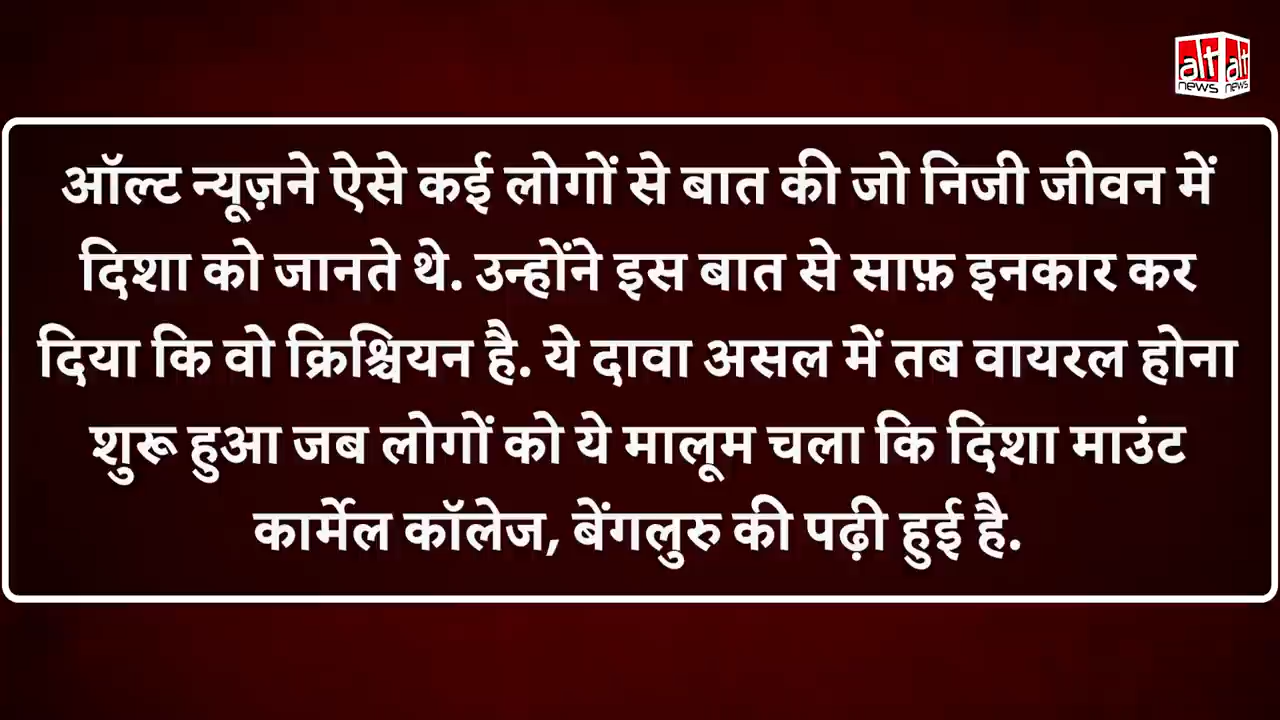 alt alt
news news
ऑल्ट न्यूज़ने ऐसे कई लोगों से बात की जो निजी जीवन में
दिशा को जानते थे. उन्होंने इस बात से साफ़ इनकार कर
दिया कि वो क्रिश्चियन है. ये दावा असल में तब वायरल होना
शुरू हुआ जब लोगों को ये मालूम चला कि दिशा माउंट
कार्मेल कॉलेज, बेंगलुरु की पढ़ी हुई है.